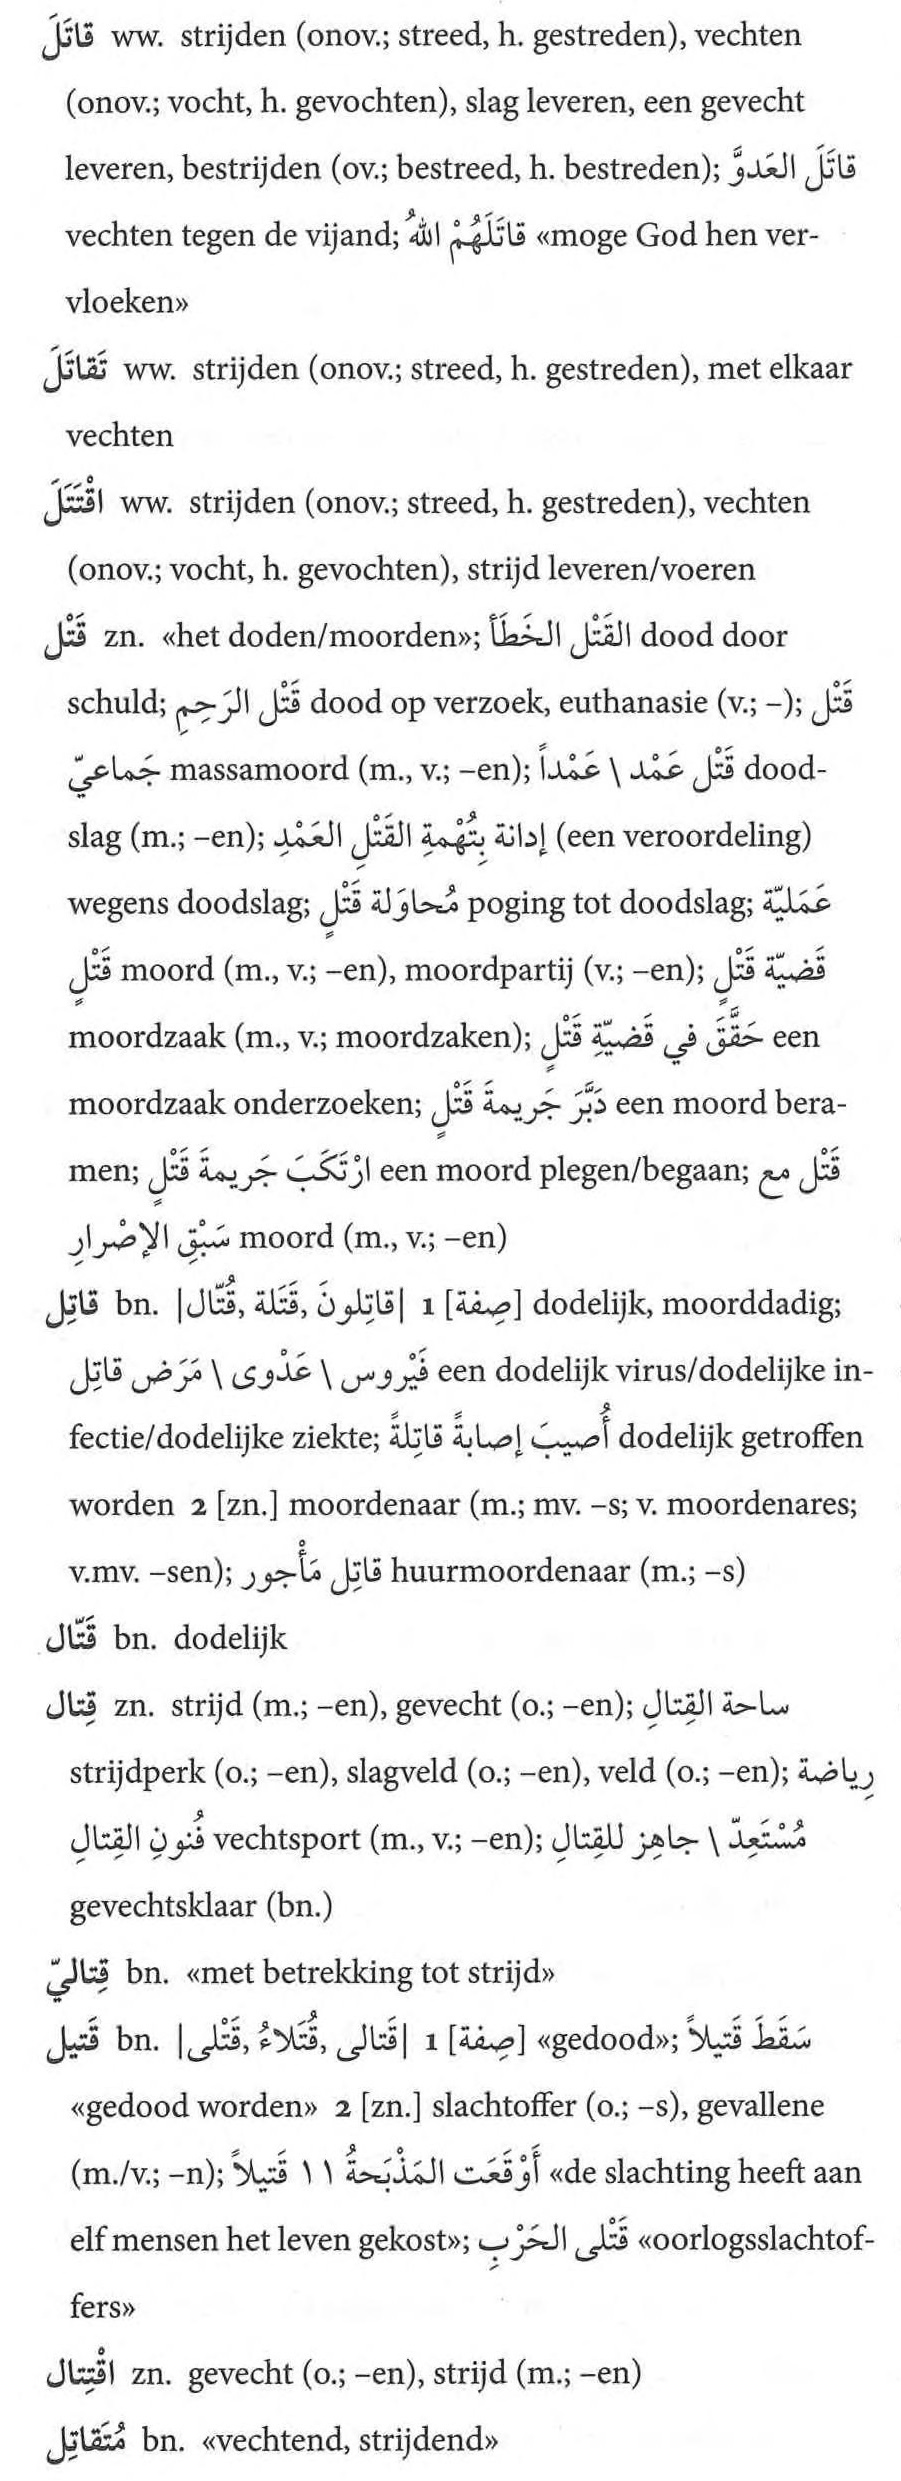 قاتَلَ ww. strijden (onov.; streed, h. gestreden), vechten
(onov.; vocht, h. gevochten), slag leveren, een gevecht
leveren, bestrijden (ov.; bestreed, h. bestreden); قاتَلَ العَدوَّ
vechten tegen de vijand; قاتَلَهُمْ اللهُ «moge God hen ver-
vloeken»
تَقاتَلَ ww. strijden (onov.; streed, h. gestreden), met elkaar
vechten
اقْتَتَلَ ww. strijden (onov.; streed, h. gestreden), vechten
(onov.; vocht, h. gevochten), strijd leveren/voeren
قَتْل zn. «het doden/moorden»; القَتْل الخَطَأ dood door
schuld; قَتْل الرَحِمِ dood op verzoek, euthanasie (v.; –); قَتْل
جَماعيّ massamoord (m., v.; –en); قَتْل عَمْد \ عَمْداً dood-
slag (m.; –en); إدانة بِتُهْمةِ القَتْلِ العَمْدِ (een veroordeling)
wegens doodslag; مُحاوَلة قَتْلٍ poging tot doodslag; عَمَليّة
قَتْلٍ moord (m., v.; –en), moordpartij (v.; –en); قَضيّة قَتْلٍ
moordzaak (m., v.; moordzaken); حَقَّقَ في قَضيّةِ قَتْلٍ een
moordzaak onderzoeken; دَبَّرَ جَريمةَ قَتْلٍ een moord bera-
men; ارْتَكَبَ جَريمةَ قَتْلٍ een moord plegen/begaan; قَتْل مع
سَبْقِ الإصْرارِ moord (m., v.; –en)
قاتِل bn. |قاتِلونَ, قَتَلة, قُتّال| 1 [صِفة] dodelijk, moorddadig;
فَيْروس \ عَدْوى \ مَرَض قاتِل een dodelijk virus/dodelijke in-
fectie/dodelijke ziekte; أُصيبَ إصابةً قاتِلةً dodelijk getroffen
worden 2 [zn.] moordenaar (m.; mv. –s; v. moordenares;
v.mv. –sen); قاتِل مَأْجور huurmoordenaar (m.; –s)
قَتّال bn. dodelijk
قِتال zn. strijd (m.; –en), gevecht (o.; –en); ساحة القِتالِ
strijdperk (o.; –en), slagveld (o.; –en), veld (o.; –en); رِياضة
فُنونِ القِتالِ vechtsport (m., v.; –en); مُسْتَعِدّ \ جاهِز للقِتالِ
gevechtsklaar (bn.)
قِتاليّ bn. «met betrekking tot strijd»
قَتيل bn. |قَتالى, قُتَلاءُ, قَتْلى| 1 [صِفة] «gedood»; سَقَطَ قَتيلاً
«gedood worden» 2 [zn.] slachtoffer (o.; –s), gevallene
(m./v.; –n); أَوْقَعَت المَذْبَحةُ ١١ قَتيلاً «de slachting heeft aan
elf mensen het leven gekost»; قَتْلى الحَرْبِ «oorlogsslachtof-
fers»
اقْتِتال zn. gevecht (o.; –en), strijd (m.; –en)
مُتَقاتِل bn. «vechtend, strijdend»